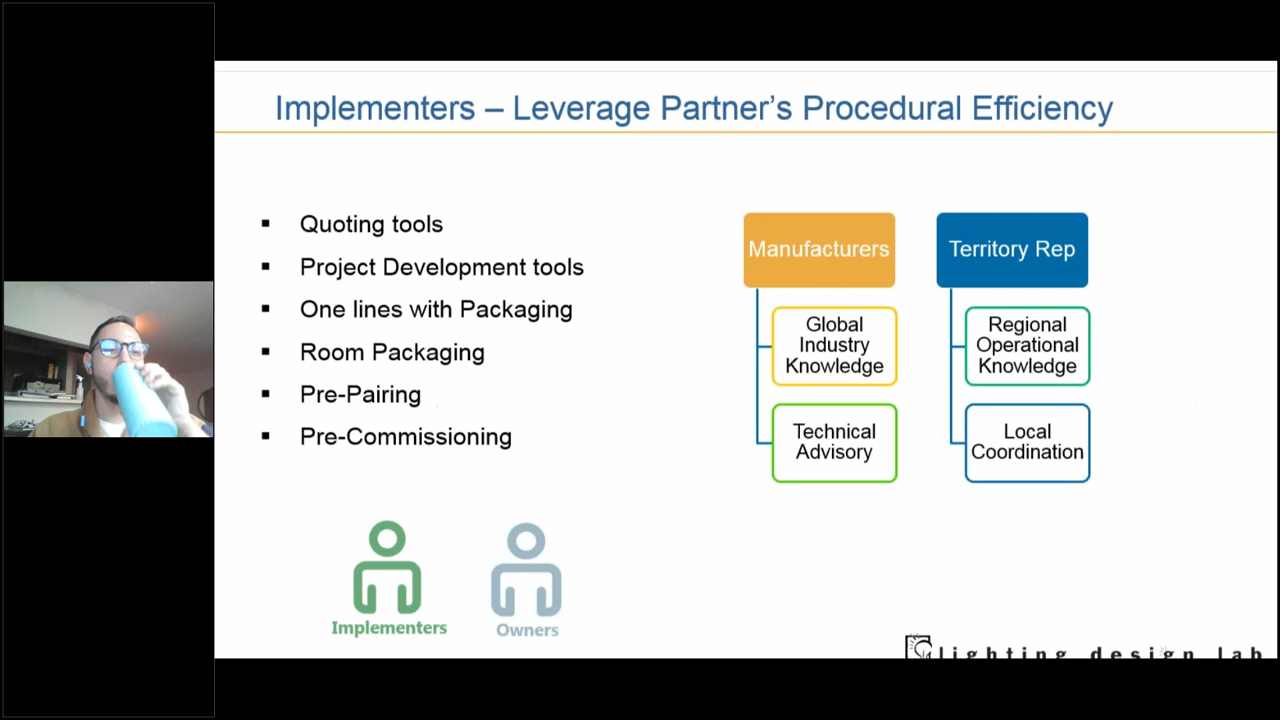 Implementers – Leverage Partner's Procedural Efficiency
▪ Quoting tools
▪ Project Development tools
▪ One lines with Packaging
▪ Room Packaging
▪ Pre-Pairing
▪ Pre-Commissioning
Manufacturers
Global
Industry
Knowledge
Technical
Advisory
Territory Rep
Regional
Operational
Knowledge
Local
Coordination
Implementers
Owners
lighting design lab